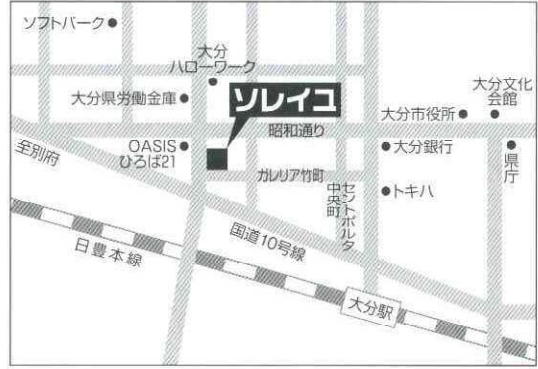 ソフトパーク
大分
ハローワーク
大分県労働金庫
ソレイユ
大分文化
会館
大分市役所
昭和通り
OASIS
ひろば21
大分銀行
至別府
ガレリア竹町
県庁
トキハ
セントポルタ
中央町
国道10号線
日豊本線
大分駅